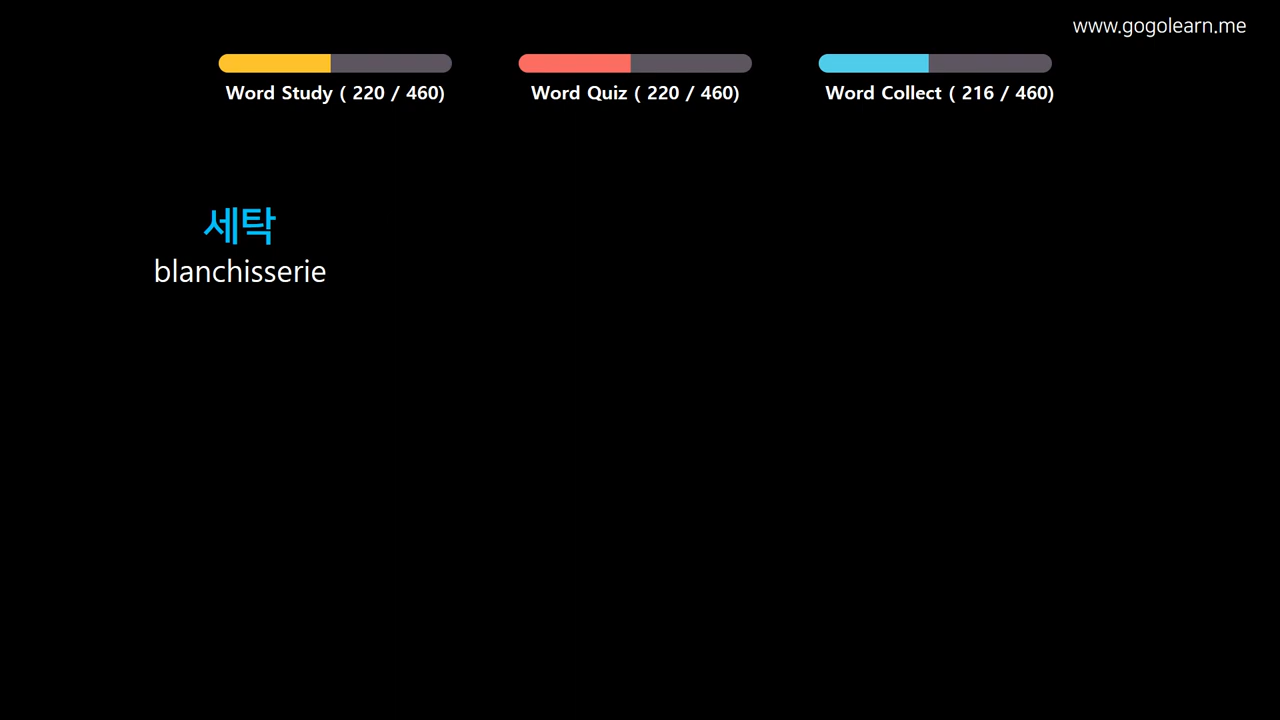 www.gogolearn.me
Word Study ( 220 / 460)
Word Quiz ( 220 / 460)
Word Collect ( 216 / 460)
세탁
blanchisserie